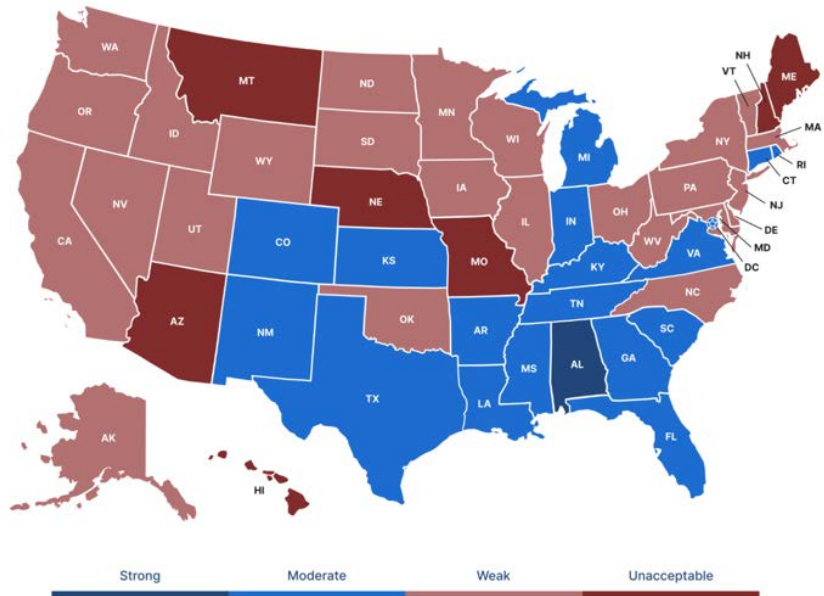 WA
MT
ND
MN
OR
ID
SD
WI
WY
MI
NY
VT
NH
ME
MA
RI
CT
NJ
PA
IA
NE
NV
UT
CO
KS
MO
IL
IN
OH
WV
VA
DE
MD
DC
CA
AZ
NM
OK
AR
KY
TN
NC
SC
TX
LA
MS
AL
GA
FL
AK
HI
Strong
Moderate
Weak
Unacceptable